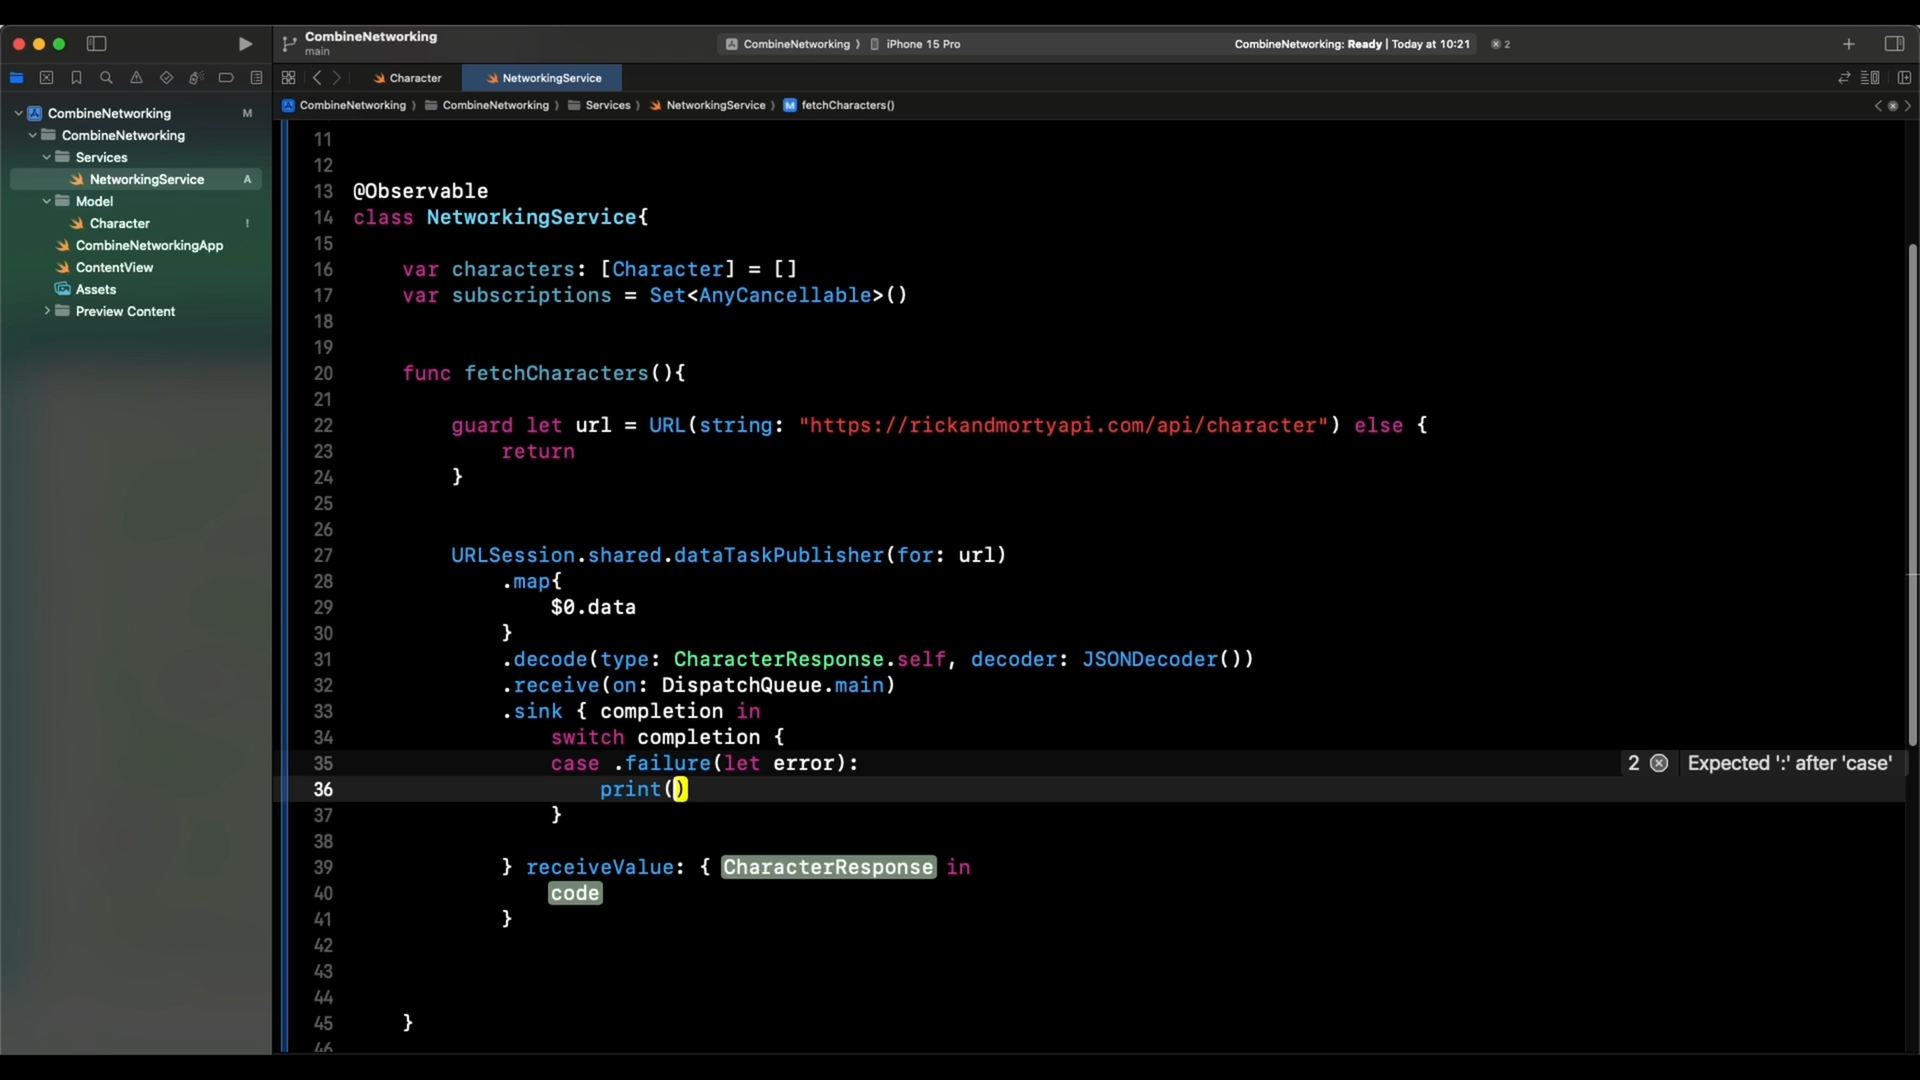 CombineNetworking
main
CombineNetworking 〉 iPhone 15 Pro
CombineNetworking: Ready | Today at 10:21
2
Character
NetworkingService
CombineNetworking 〉 CombineNetworking 〉 Services 〉 NetworkingService 〉 M fetchCharacters()
CombineNetworking M
CombineNetworking
Services
NetworkingService A
Model
Character !
CombineNetworkingApp
ContentView
Assets
Preview Content
11
12
13 @Observable
14 class NetworkingService{
15
16 var characters: [Character] = []
17 var subscriptions = Set<AnyCancellable>()
18
19
20 func fetchCharacters(){
21
22 guard let url = URL(string: "https://rickandmortyapi.com/api/character") else {
23 return
24 }
25
26
27 URLSession.shared.dataTaskPublisher(for: url)
28 .map{
29 $0.data
30 }
31 .decode(type: CharacterResponse.self, decoder: JSONDecoder())
32 .receive(on: DispatchQueue.main)
33 .sink { completion in
34 switch completion {
35 case .failure(let error): 2 Expected ':' after 'case'
36 print()
37 }
38
39 } receiveValue: { CharacterResponse in
40 code
41 }
42
43
44
45 }
46